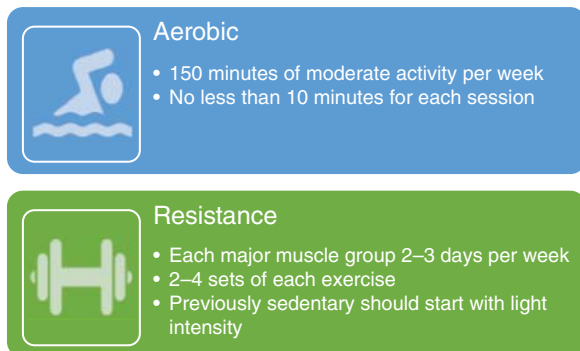 Aerobic
• 150 minutes of moderate activity per week
• No less than 10 minutes for each session
Resistance
• Each major muscle group 2–3 days per week
• 2–4 sets of each exercise
• Previously sedentary should start with light
intensity